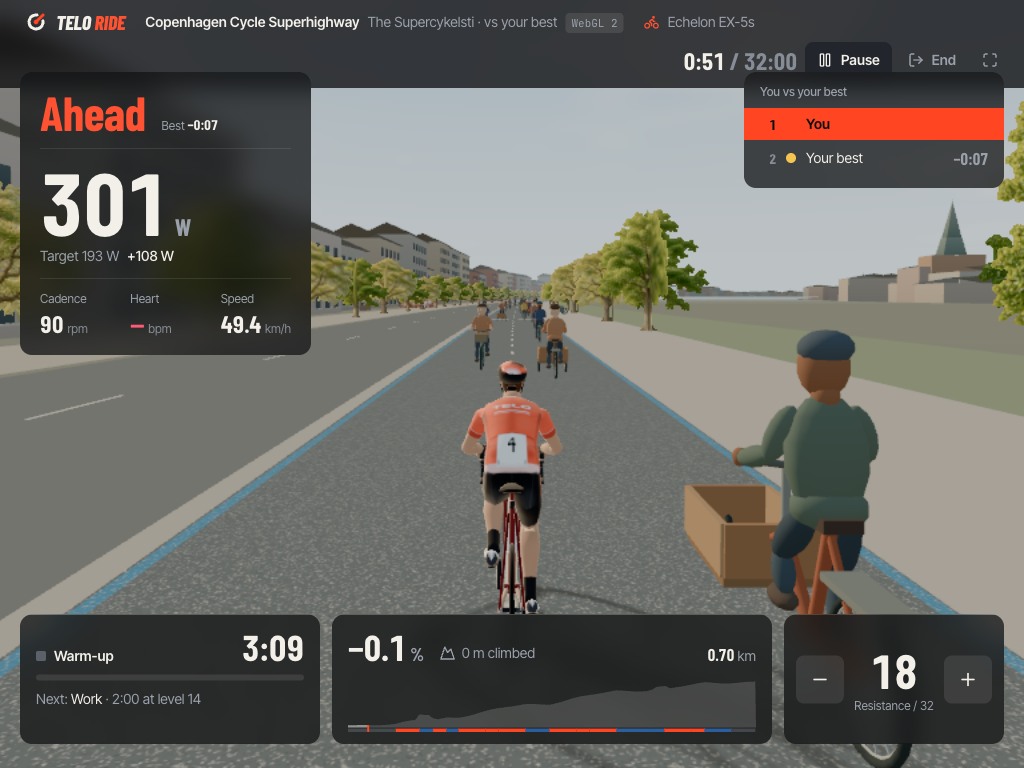 TELO RIDE Copenhagen Cycle Superhighway The Supercykelsti · vs your best WebGL 2 Echelon EX-5s
0:51 / 32:00 Pause End
Ahead Best −0:07
301 W
Target 193 W +108 W
Cadence Heart Speed
90 rpm – bpm 49.4 km/h
You vs your best
1 You
2 Your best −0:07
TELO
4
Warm-up 3:09
Next: Work · 2:00 at level 14
−0.1 % 0 m climbed 0.70 km
− 18 +
Resistance / 32